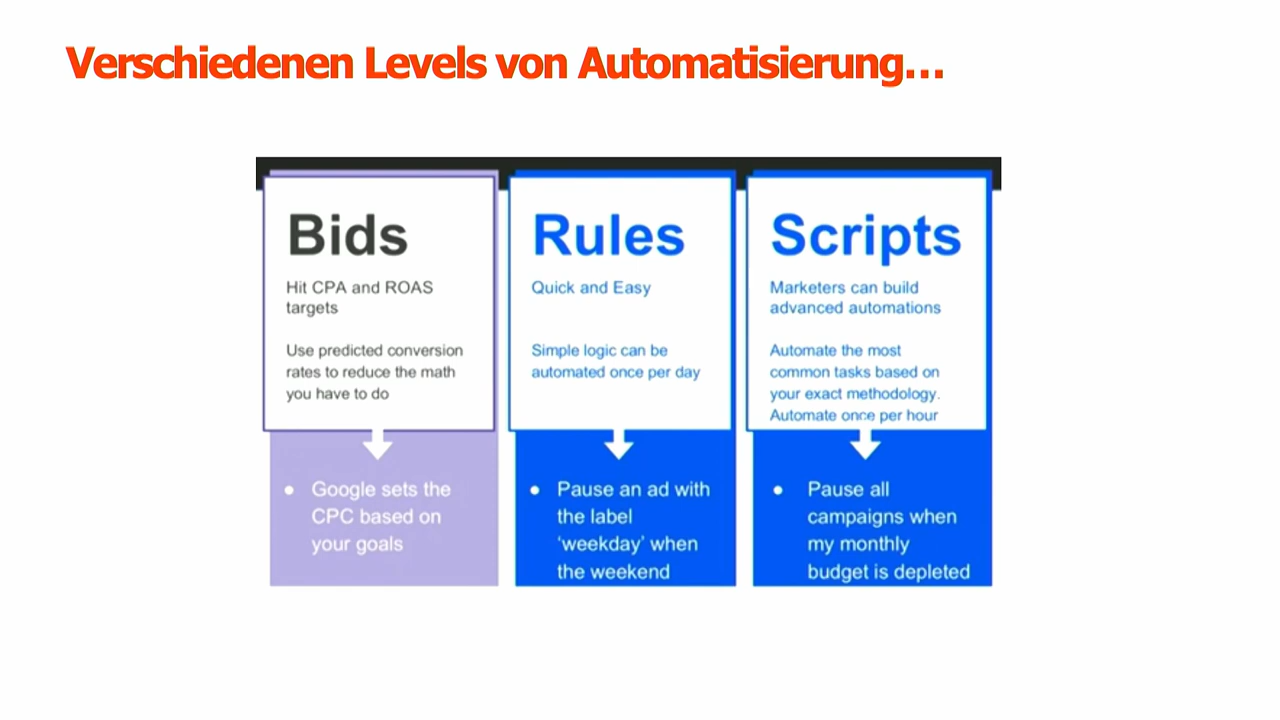 Verschiedenen Levels von Automatisierung...
Bids
Hit CPA and ROAS
targets
Use predicted conversion
rates to reduce the math
you have to do
• Google sets the
CPC based on
your goals
Rules
Quick and Easy
Simple logic can be
automated once per day
• Pause an ad with
the label
‘weekday’ when
the weekend
Scripts
Marketers can build
advanced automations
Automate the most
common tasks based on
your exact methodology.
Automate once per hour
• Pause all
campaigns when
my monthly
budget is depleted